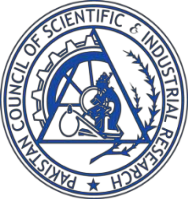 PAKISTAN COUNCIL OF SCIENTIFIC & INDUSTRIAL RESEARCH